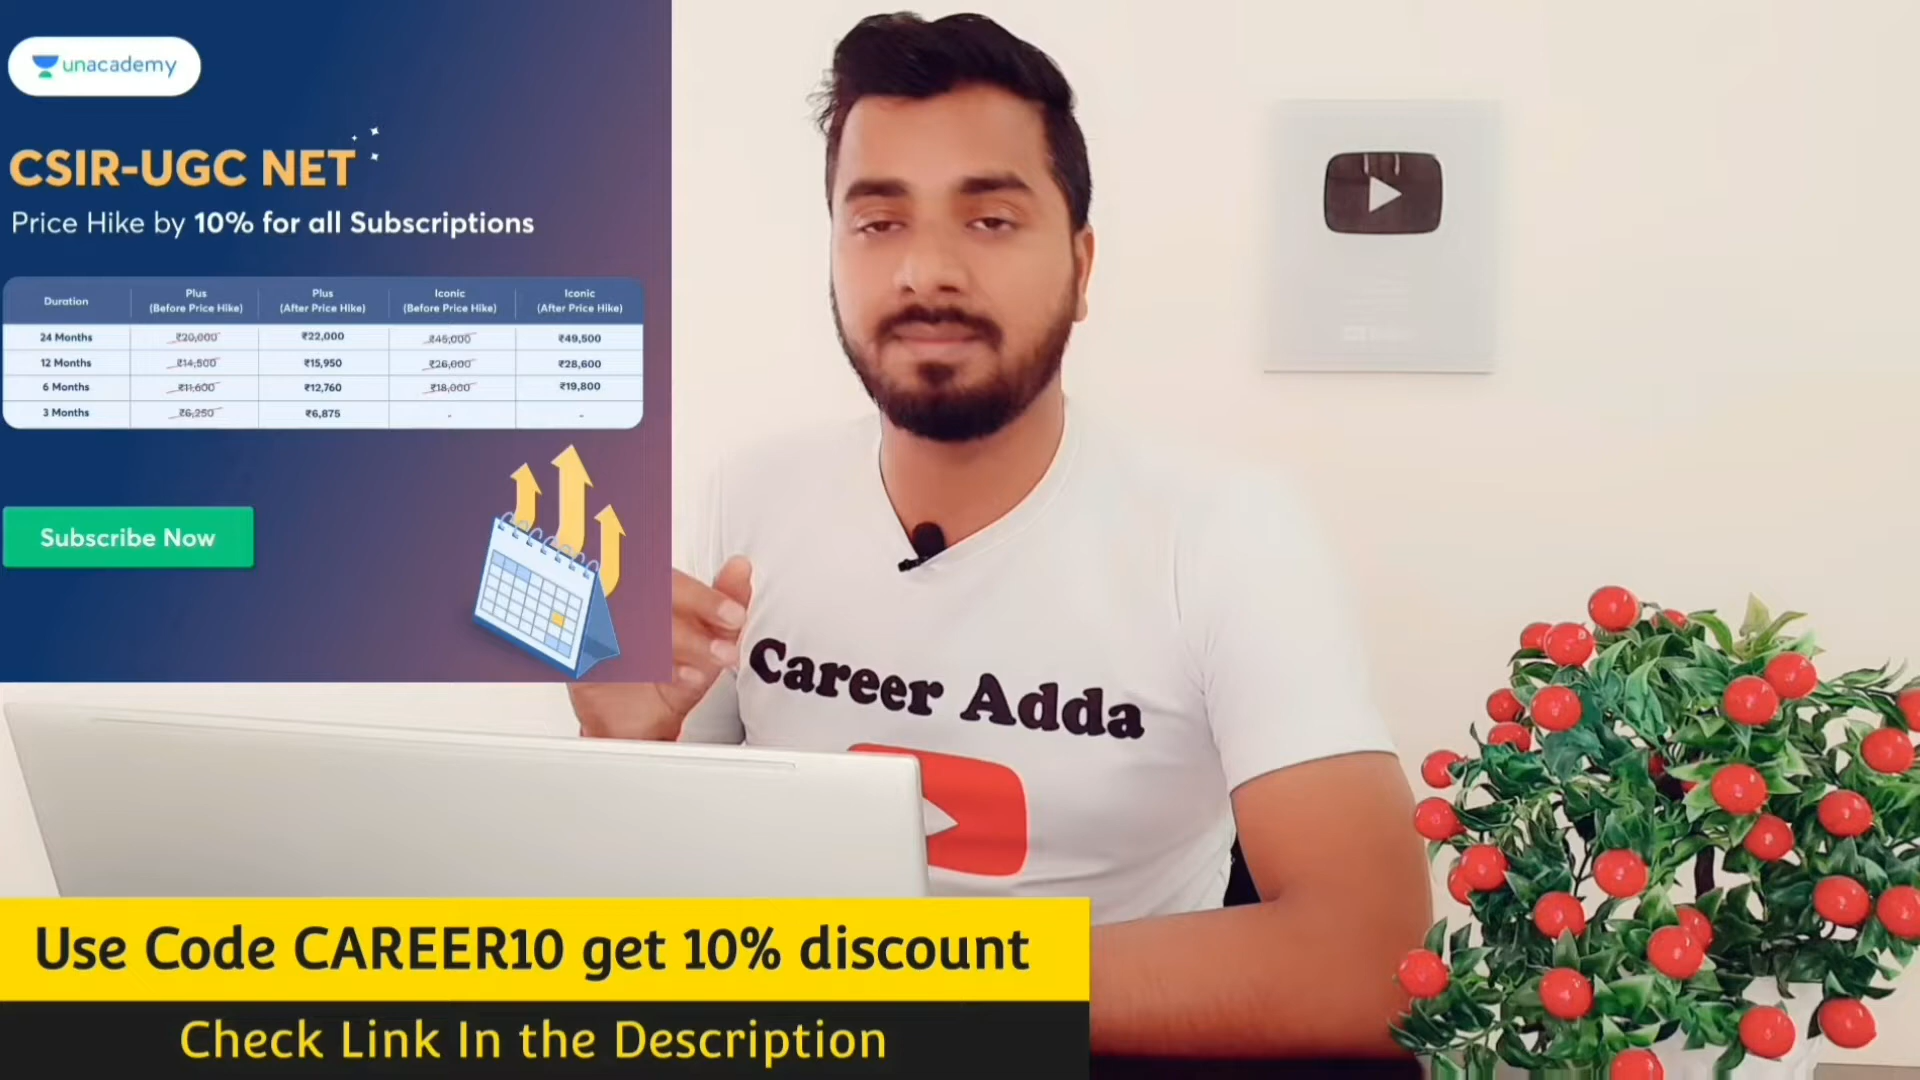 unacademy
CSIR-UGC NET
Price Hike by 10% for all Subscriptions
Duration Plus (Before Price Hike) Plus (After Price Hike) Iconic (Before Price Hike) Iconic (After Price Hike)
24 Months ₹20,000 ₹22,000 ₹45,000 ₹49,500
12 Months ₹14,500 ₹15,950 ₹26,000 ₹28,600
6 Months ₹11,600 ₹12,760 ₹18,000 ₹19,800
3 Months ₹6,250 ₹6,875 - -
Subscribe Now
Career Adda
Use Code CAREER10 get 10% discount
Check Link In the Description